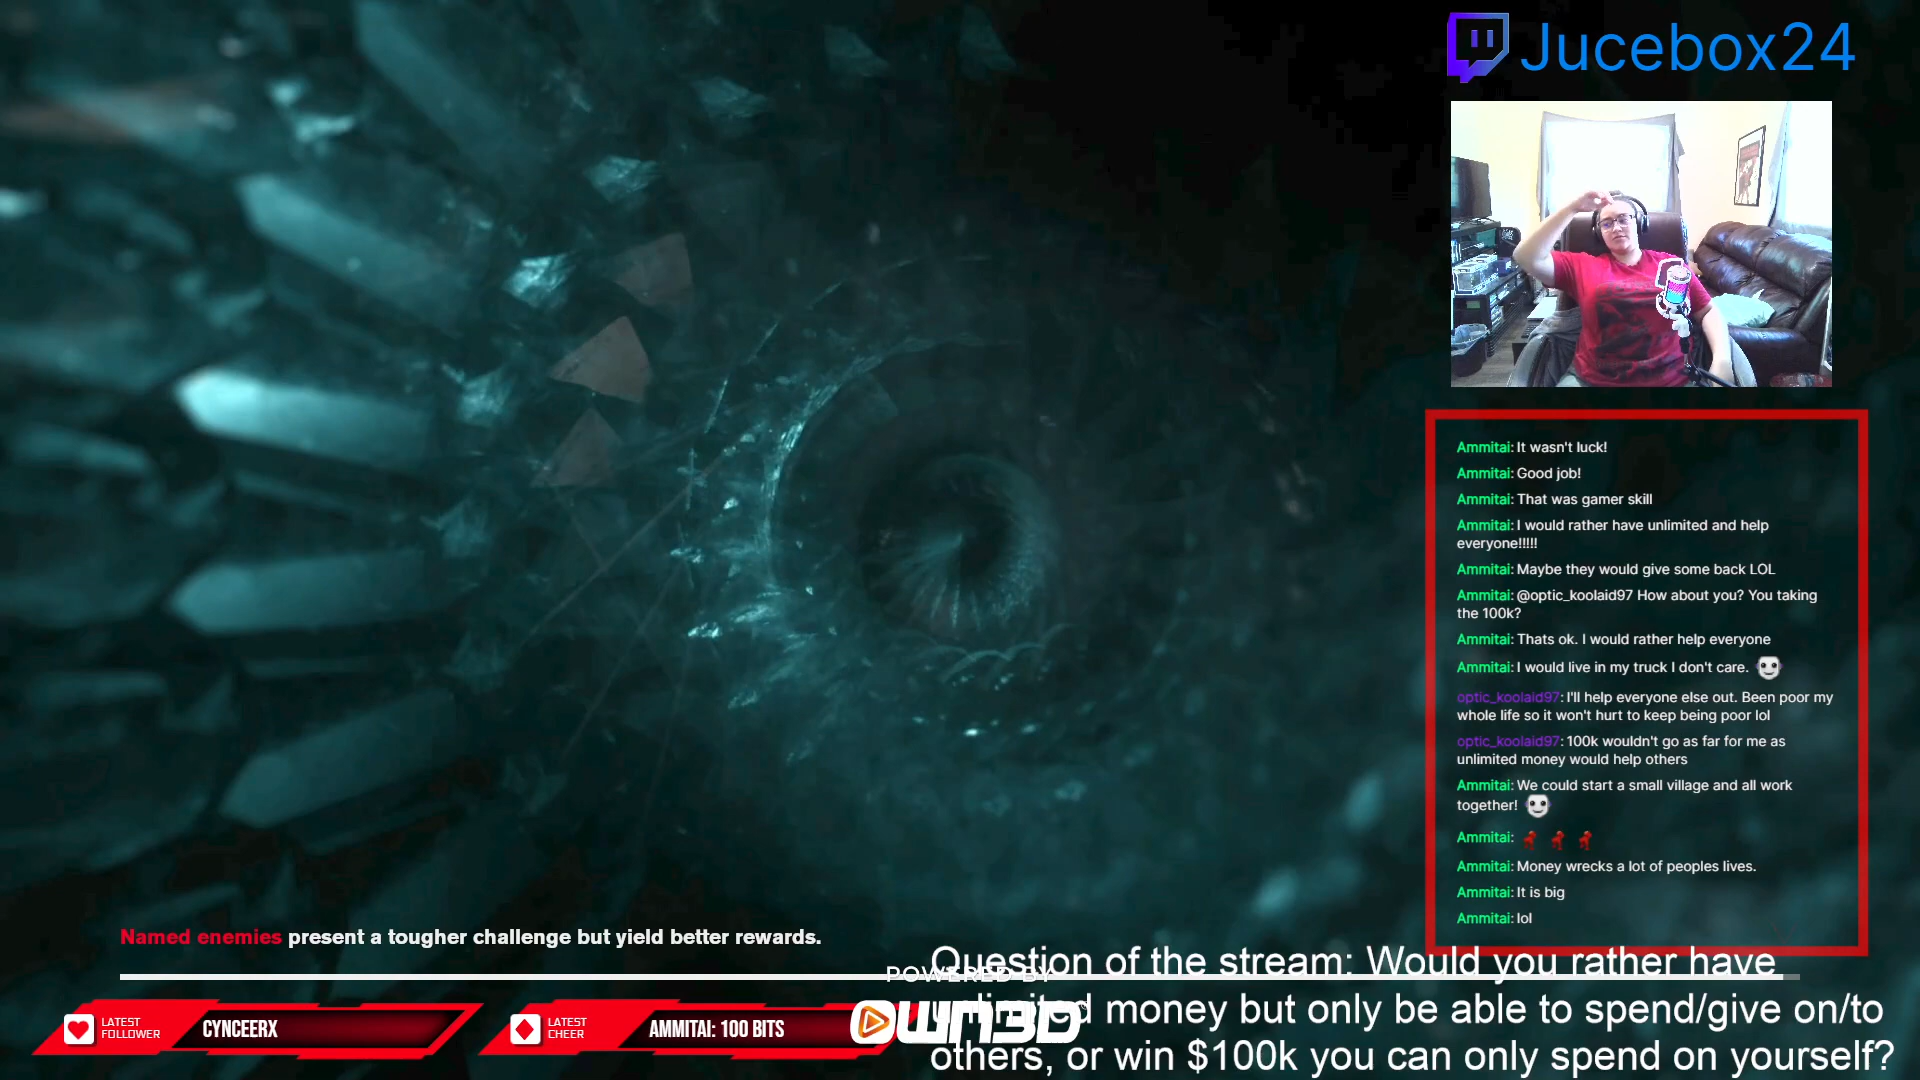 Jucebox24
Ammitai: It wasn't luck!
Ammitai: Good job!
Ammitai: That was gamer skill
Ammitai: I would rather have unlimited and help
everyone!!!!!
Ammitai: Maybe they would give some back LOL
Ammitai: @optic_koolaid97 How about you? You taking
the 100k?
Ammitai: Thats ok. I would rather help everyone
Ammitai: I would live in my truck I don't care.
optic_koolaid97: I'll help everyone else out. Been poor my
whole life so it won't hurt to keep being poor lol
optic_koolaid97: 100k wouldn't go as far for me as
unlimited money would help others
Ammitai: We could start a small village and all work
together!
Ammitai:
Ammitai: Money wrecks a lot of peoples lives.
Ammitai: It is big
Ammitai: lol
Named enemies present a tougher challenge but yield better rewards.
POWERED BY
OWN3D
Question of the stream: Would you rather have
unlimited money but only be able to spend/give on/to
others, or win $100k you can only spend on yourself?
LATEST
FOLLOWER
CYNCEERX
LATEST
CHEER
AMMITAI: 100 BITS